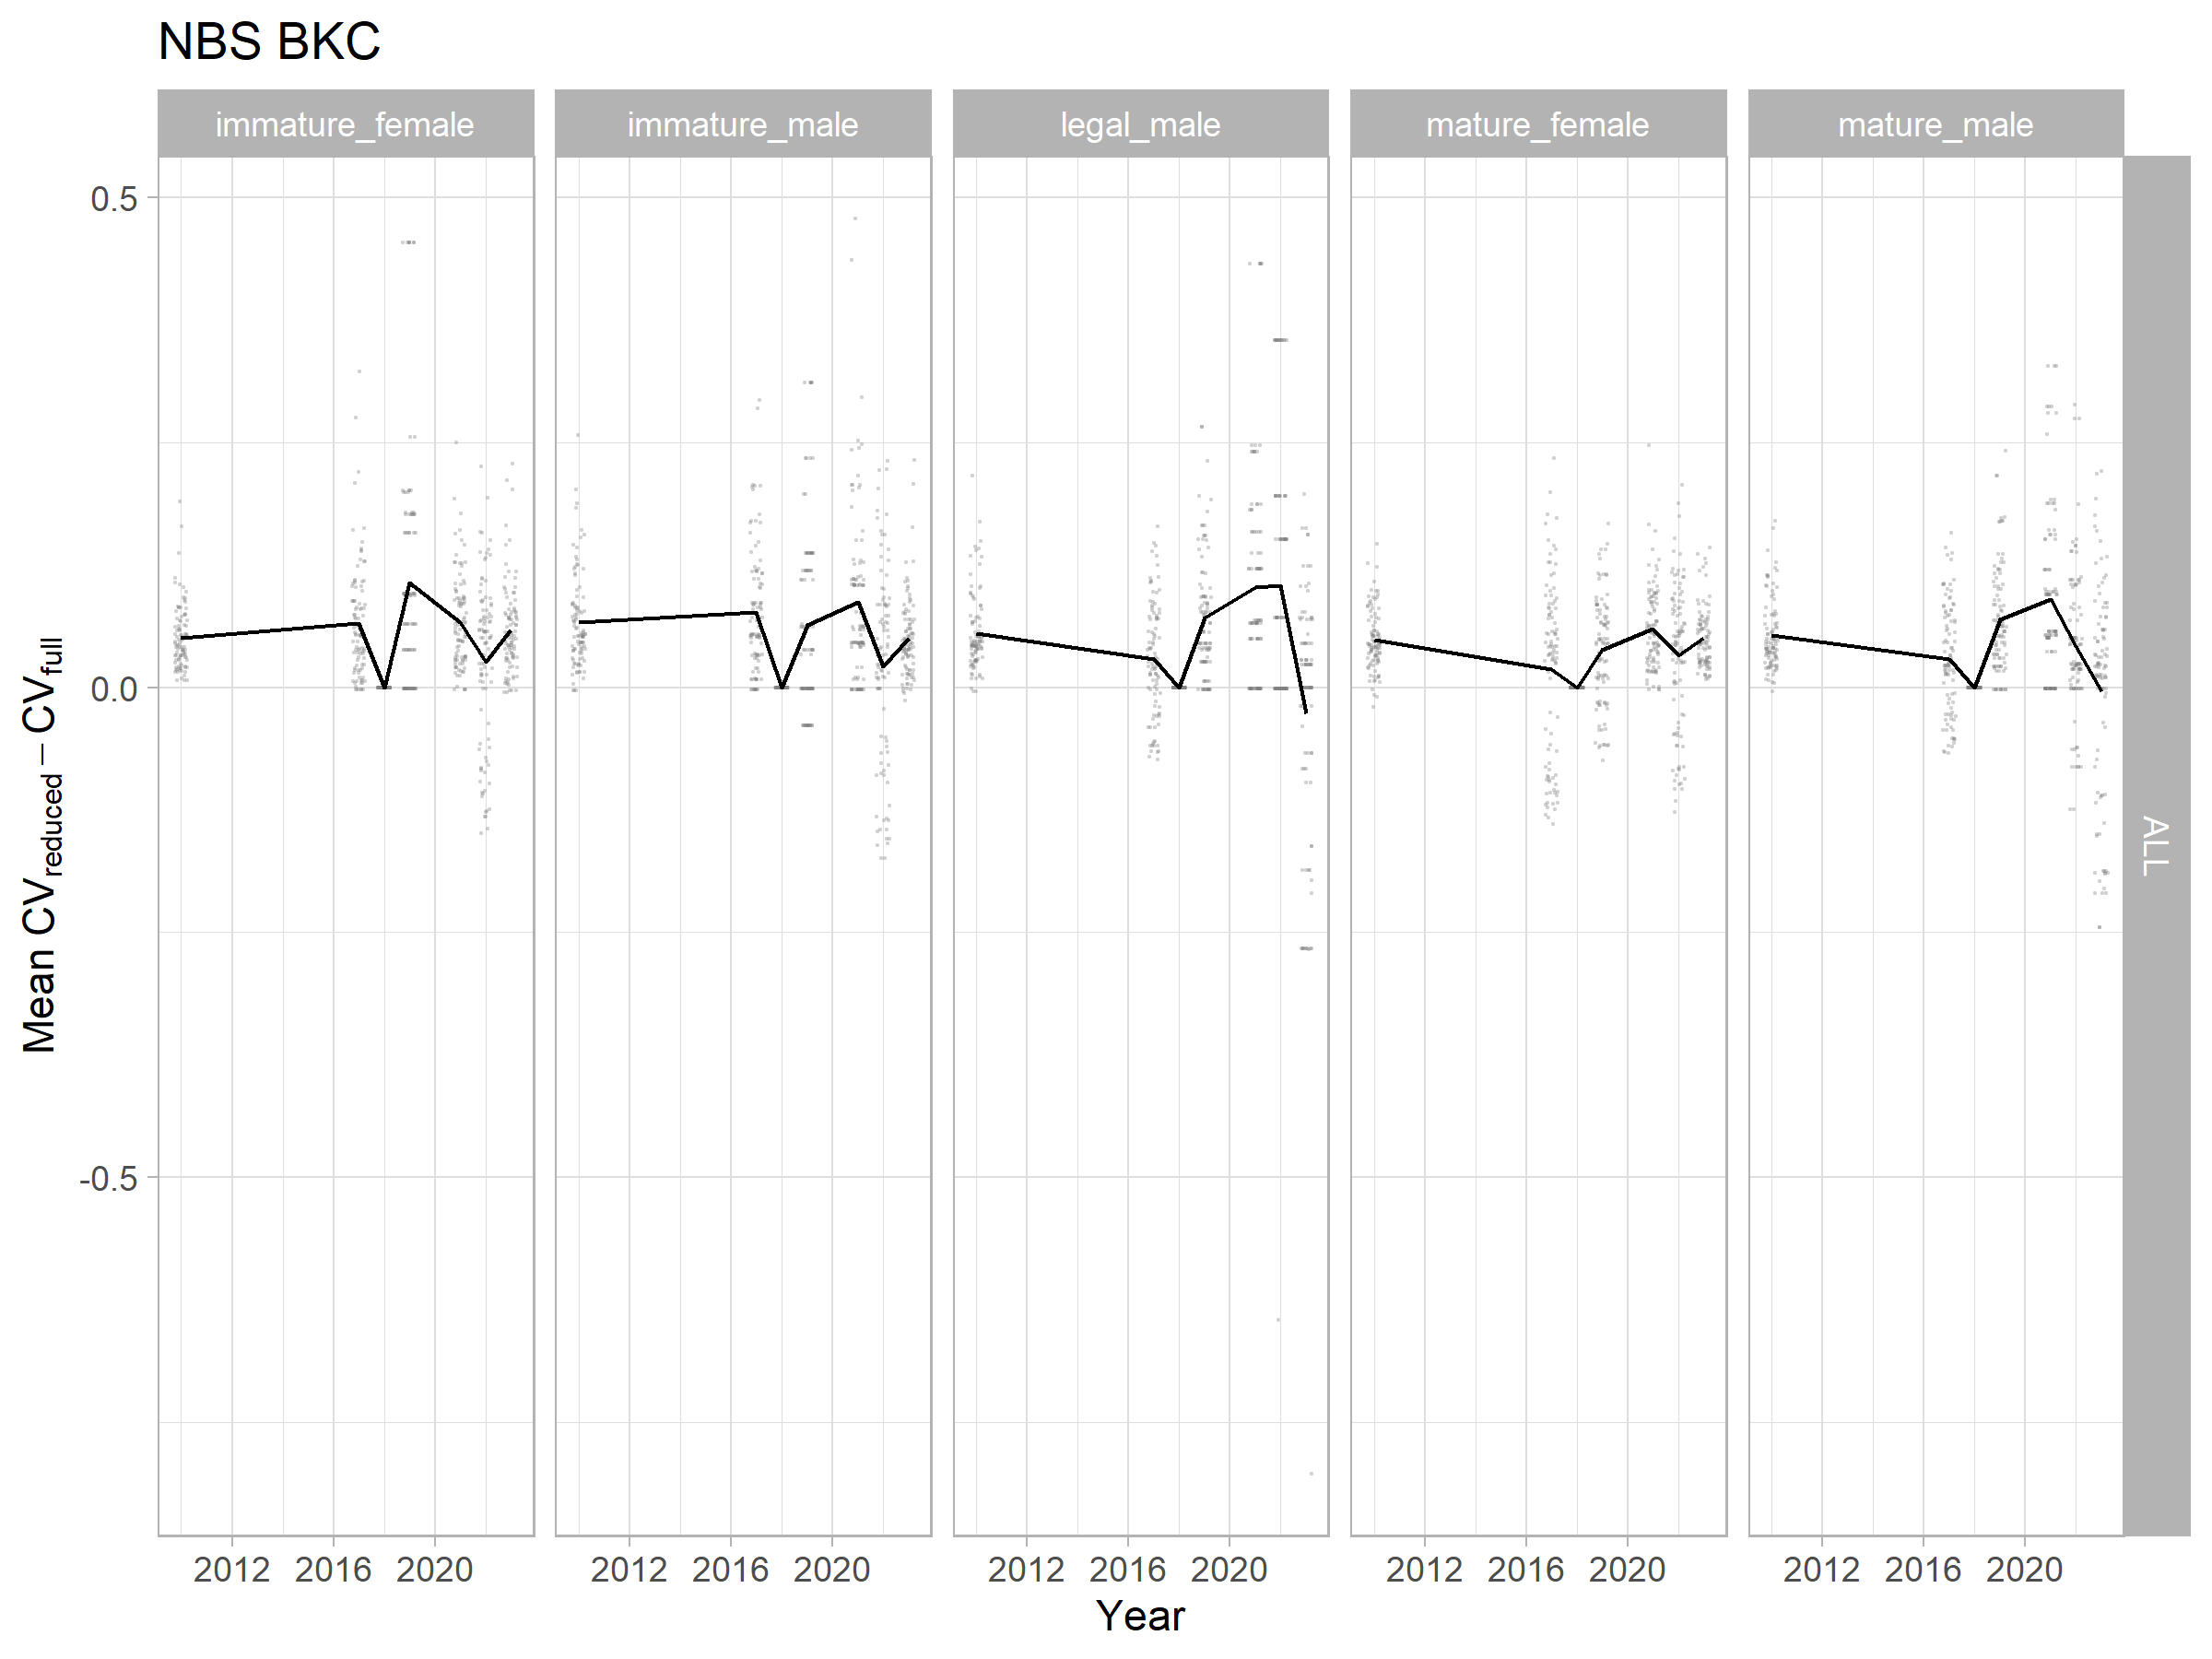 NBS BKC
immature_female immature_male legal_male mature_female mature_male
0.5
0.0
-0.5
Mean CVreduced − CVfull
ALL
2012 2016 2020 2012 2016 2020 2012 2016 2020 2012 2016 2020 2012 2016 2020
Year